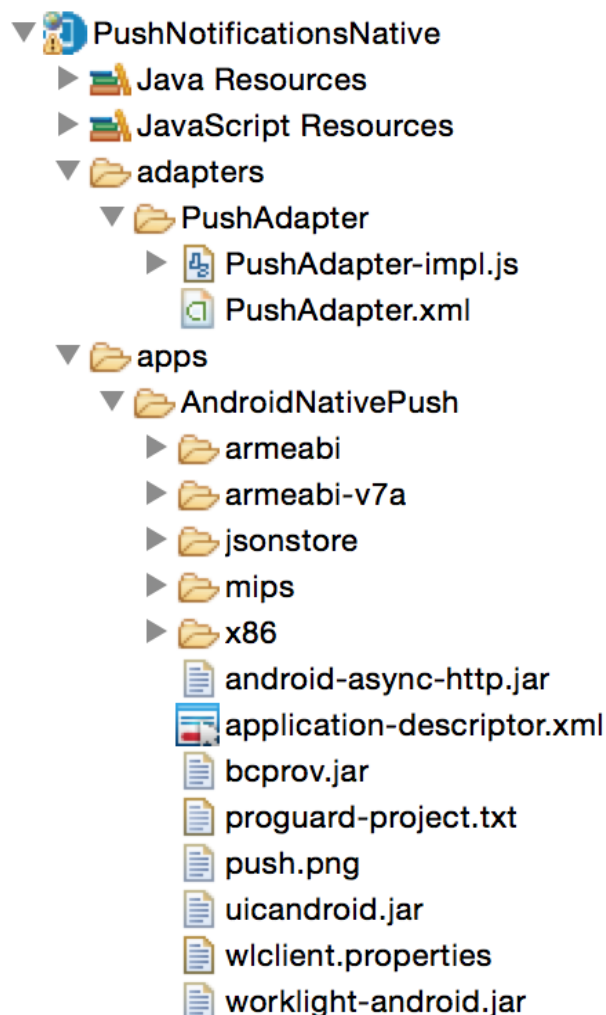 PushNotificationsNative
Java Resources
JavaScript Resources
adapters
PushAdapter
PushAdapter-impl.js
PushAdapter.xml
apps
AndroidNativePush
armeabi
armeabi-v7a
jsonstore
mips
x86
android-async-http.jar
application-descriptor.xml
bcprov.jar
proguard-project.txt
push.png
uicandroid.jar
wlclient.properties
worklight-android.jar